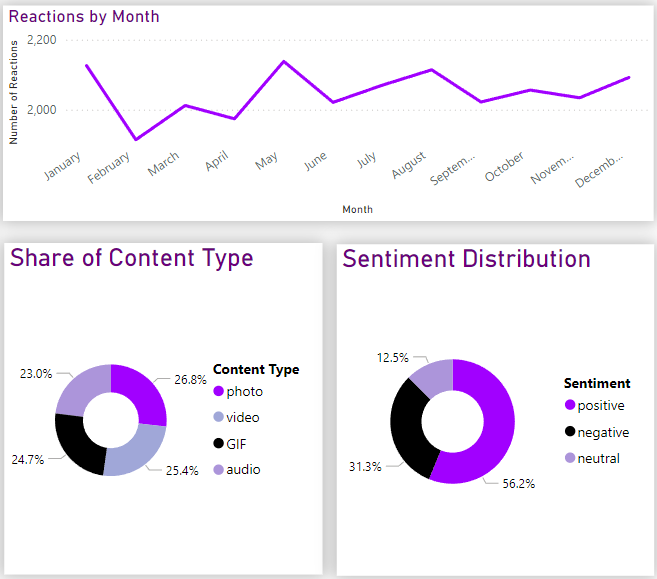 Reactions by Month
Number of Reactions
2,200
2,000
January
February
March
April
May
June
July
August
Septem...
October
Novem...
Decemb...
Month
Share of Content Type
23.0%
26.8%
24.7%
25.4%
Content Type
photo
video
GIF
audio
Sentiment Distribution
12.5%
31.3%
56.2%
Sentiment
positive
negative
neutral